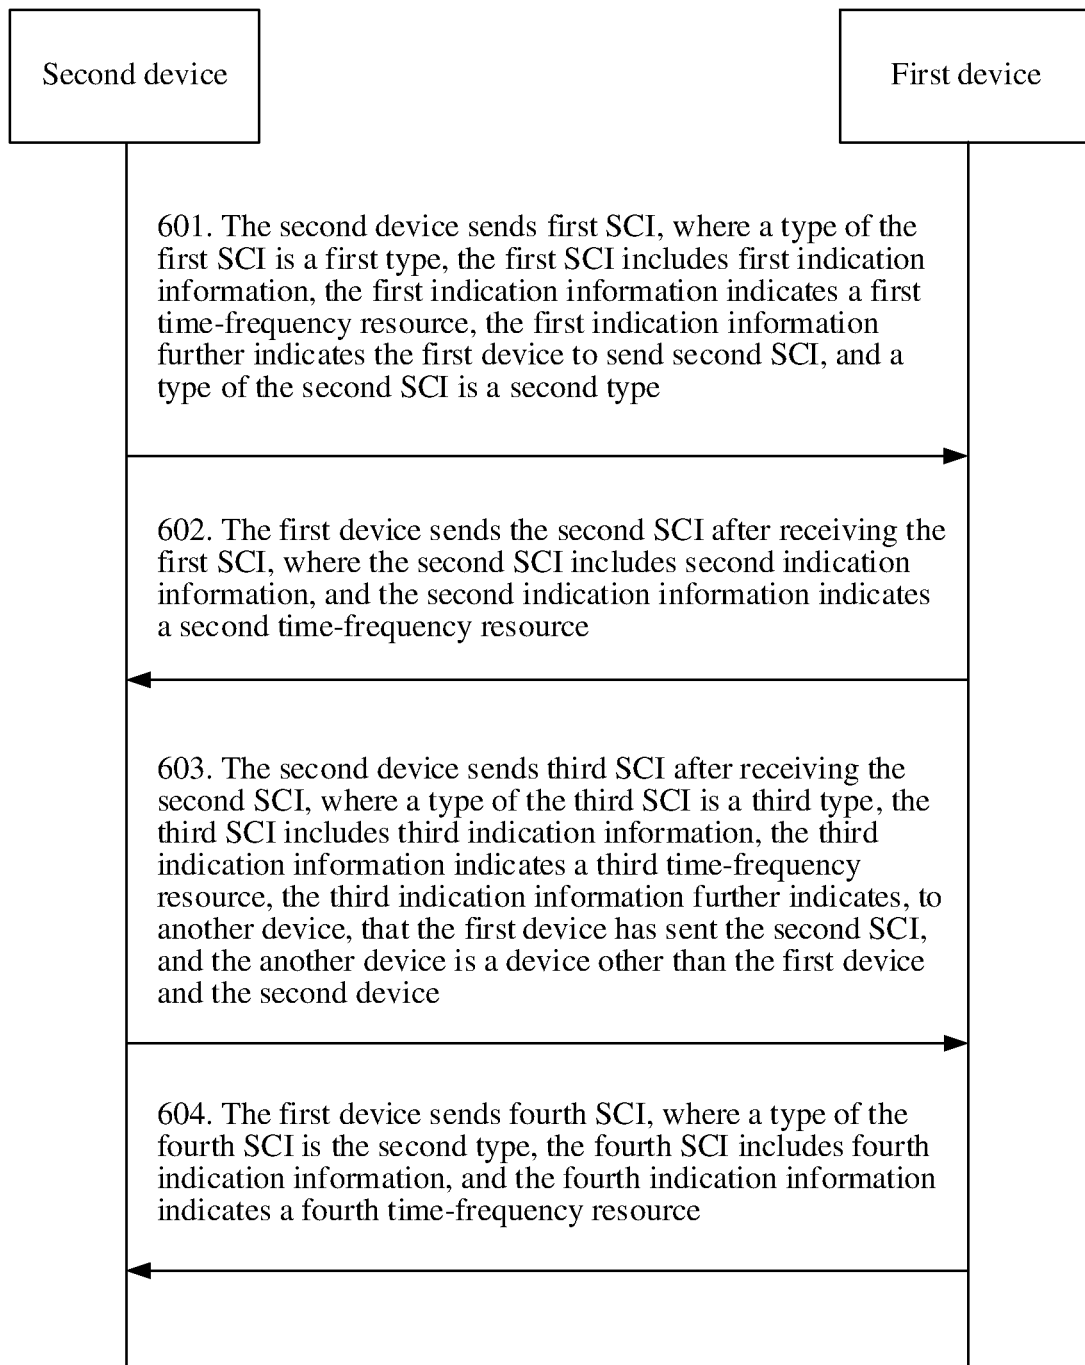 Second device
First device
601. The second device sends first SCI, where a type of the
first SCI is a first type, the first SCI includes first indication
information, the first indication information indicates a first
time-frequency resource, the first indication information
further indicates the first device to send second SCI, and a
type of the second SCI is a second type
602. The first device sends the second SCI after receiving the
first SCI, where the second SCI includes second indication
information, and the second indication information indicates
a second time-frequency resource
603. The second device sends third SCI after receiving the
second SCI, where a type of the third SCI is a third type, the
third SCI includes third indication information, the third
indication information indicates a third time-frequency
resource, the third indication information further indicates, to
another device, that the first device has sent the second SCI,
and the another device is a device other than the first device
and the second device
604. The first device sends fourth SCI, where a type of the
fourth SCI is the second type, the fourth SCI includes fourth
indication information, and the fourth indication information
indicates a fourth time-frequency resource